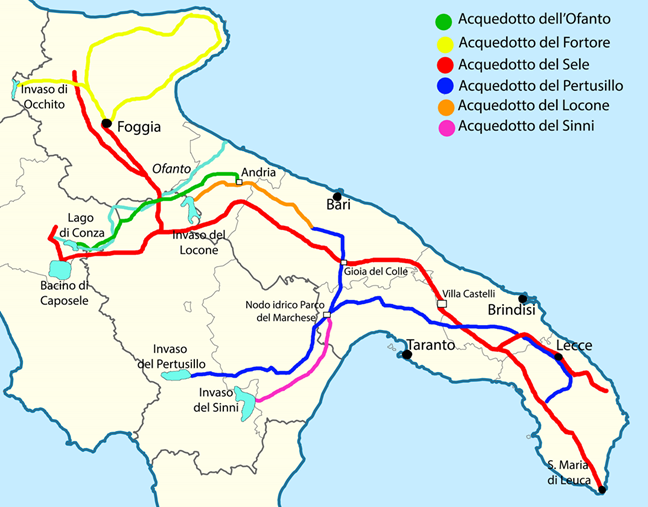 Acquedotto dell'Ofanto
Acquedotto del Fortore
Acquedotto del Sele
Acquedotto del Pertusillo
Acquedotto del Locone
Acquedotto del Sinni
Invaso di
Occhito
Foggia
Ofanto
Andria
Bari
Lago
di Conza
Invaso del
Locone
Bacino di
Caposele
Gioia del Colle
Villa Castelli
Nodo idrico Parco
del Marchese
Brindisi
Taranto
Lecce
Invaso
del Pertusillo
Invaso
del Sinni
S. Maria
di Leuca